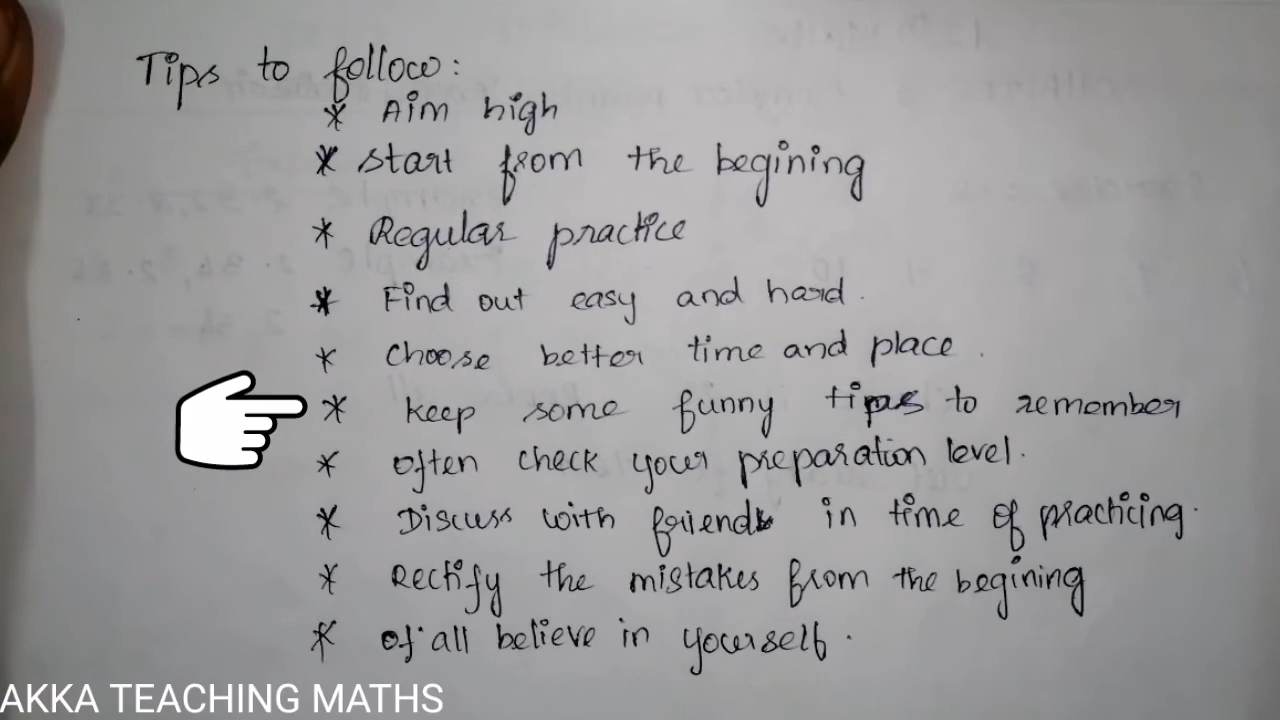 Tips to follow:
* Aim high
* start from the begining
* Regular practice
* Find out easy and hard.
* choose better time and place.
* keep some funny tips to remember
* often check your preparation level.
* Discuss with friends in time of practicing.
* Rectify the mistakes from the begining
* of all believe in yourself.
AKKA TEACHING MATHS